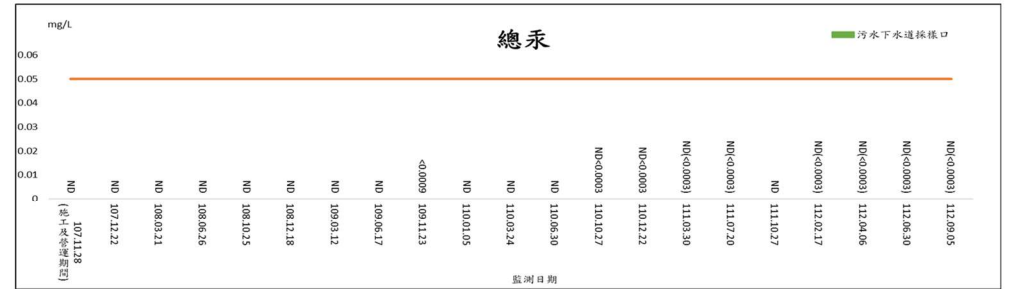 mg/L
總汞
污水下水道採樣口
0.06
0.05
0.04
0.03
0.02
0.01
0
ND
ND
ND
ND
ND
ND
ND
ND
<0.0009
ND
ND
ND
ND<0.0003
ND<0.0003
ND(<0.0003)
ND(<0.0003)
ND
ND(<0.0003)
ND(<0.0003)
ND(<0.0003)
ND(<0.0003)
107.11.28
(施工及營運期間)
107.12.22
108.03.21
108.06.26
108.10.25
108.12.18
109.03.12
109.06.17
109.11.23
110.01.05
110.03.24
110.06.30
110.10.27
110.12.22
111.03.30
111.07.20
111.10.27
112.02.17
112.04.06
112.06.30
112.09.05
監測日期